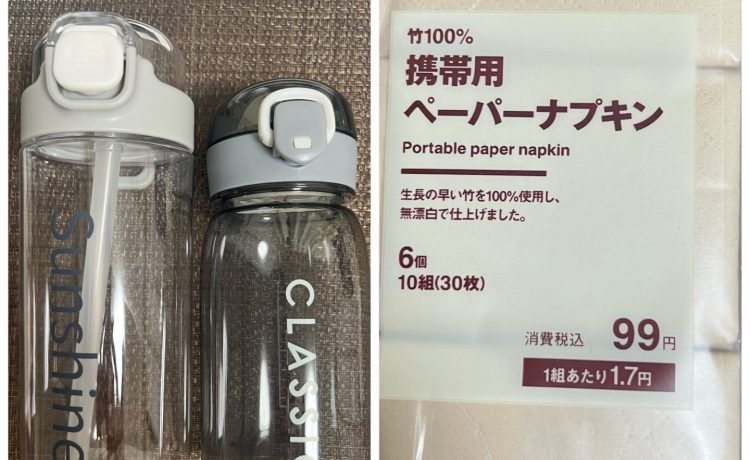 Sunshine
CLASSIC
竹100%
携帯用
ペーパーナプキン
Portable paper napkin
生長の早い竹を100%使用し、
無漂白で仕上げました。
6個
10組(30枚)
消費税込 99円
1組あたり1.7円